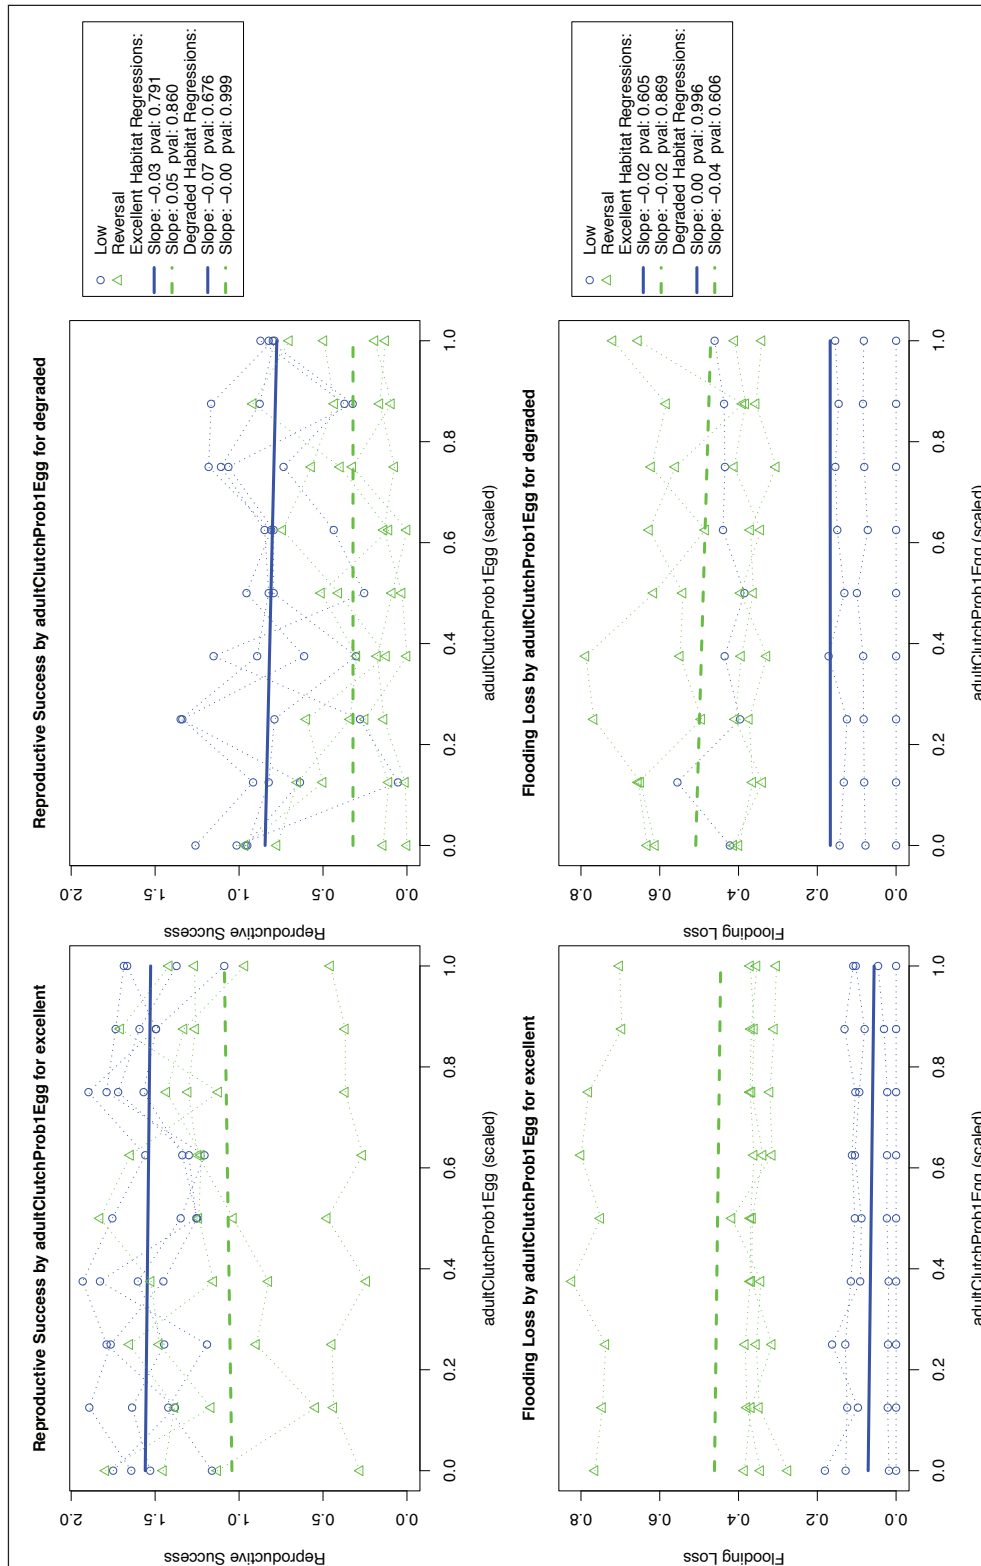 Reproductive Success by adultClutchProb1Egg for excellent
Reproductive Success
2.0
1.5
1.0
0.5
0.0
0.0
0.2
0.4
0.6
0.8
1.0
adultClutchProb1Egg (scaled)
Reproductive Success by adultClutchProb1Egg for degraded
Reproductive Success
2.0
1.5
1.0
0.5
0.0
0.0
0.2
0.4
0.6
0.8
1.0
adultClutchProb1Egg (scaled)
Low
Reversal
Excellent Habitat Regressions:
Slope: −0.03 pval: 0.791
Slope: 0.05 pval: 0.860
Degraded Habitat Regressions:
Slope: −0.07 pval: 0.676
Slope: −0.00 pval: 0.999
Flooding Loss by adultClutchProb1Egg for excellent
Flooding Loss
0.8
0.6
0.4
0.2
0.0
0.0
0.2
0.4
0.6
0.8
1.0
adultClutchProb1Egg (scaled)
Flooding Loss by adultClutchProb1Egg for degraded
Flooding Loss
0.8
0.6
0.4
0.2
0.0
0.0
0.2
0.4
0.6
0.8
1.0
adultClutchProb1Egg (scaled)
Low
Reversal
Excellent Habitat Regressions:
Slope: −0.02 pval: 0.605
Slope: −0.02 pval: 0.869
Degraded Habitat Regressions:
Slope: 0.00 pval: 0.996
Slope: −0.04 pval: 0.606